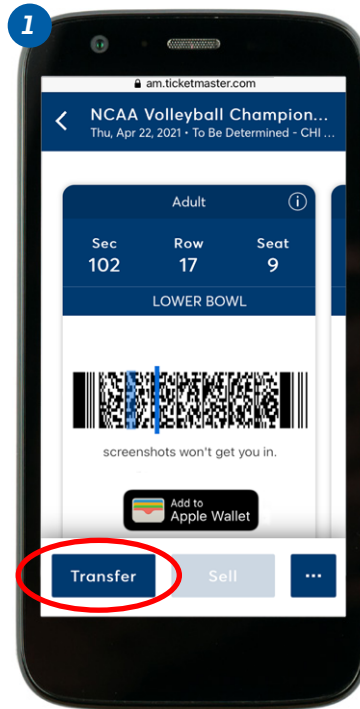 1
am.ticketmaster.com
NCAA Volleyball Champion...
Thu, Apr 22, 2021 • To Be Determined - CHI ...
Adult
Sec Row Seat
102 17 9
LOWER BOWL
screenshots won't get you in.
Add to
Apple Wallet
Transfer Sell ...